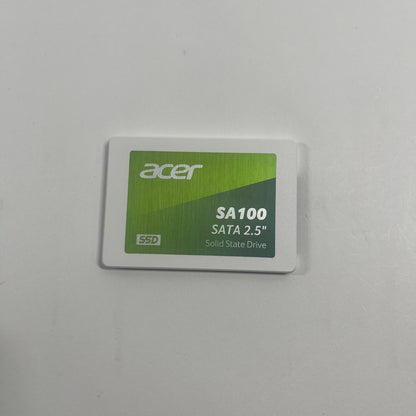 acer
SA100
SATA 2.5"
SSD
Solid State Drive